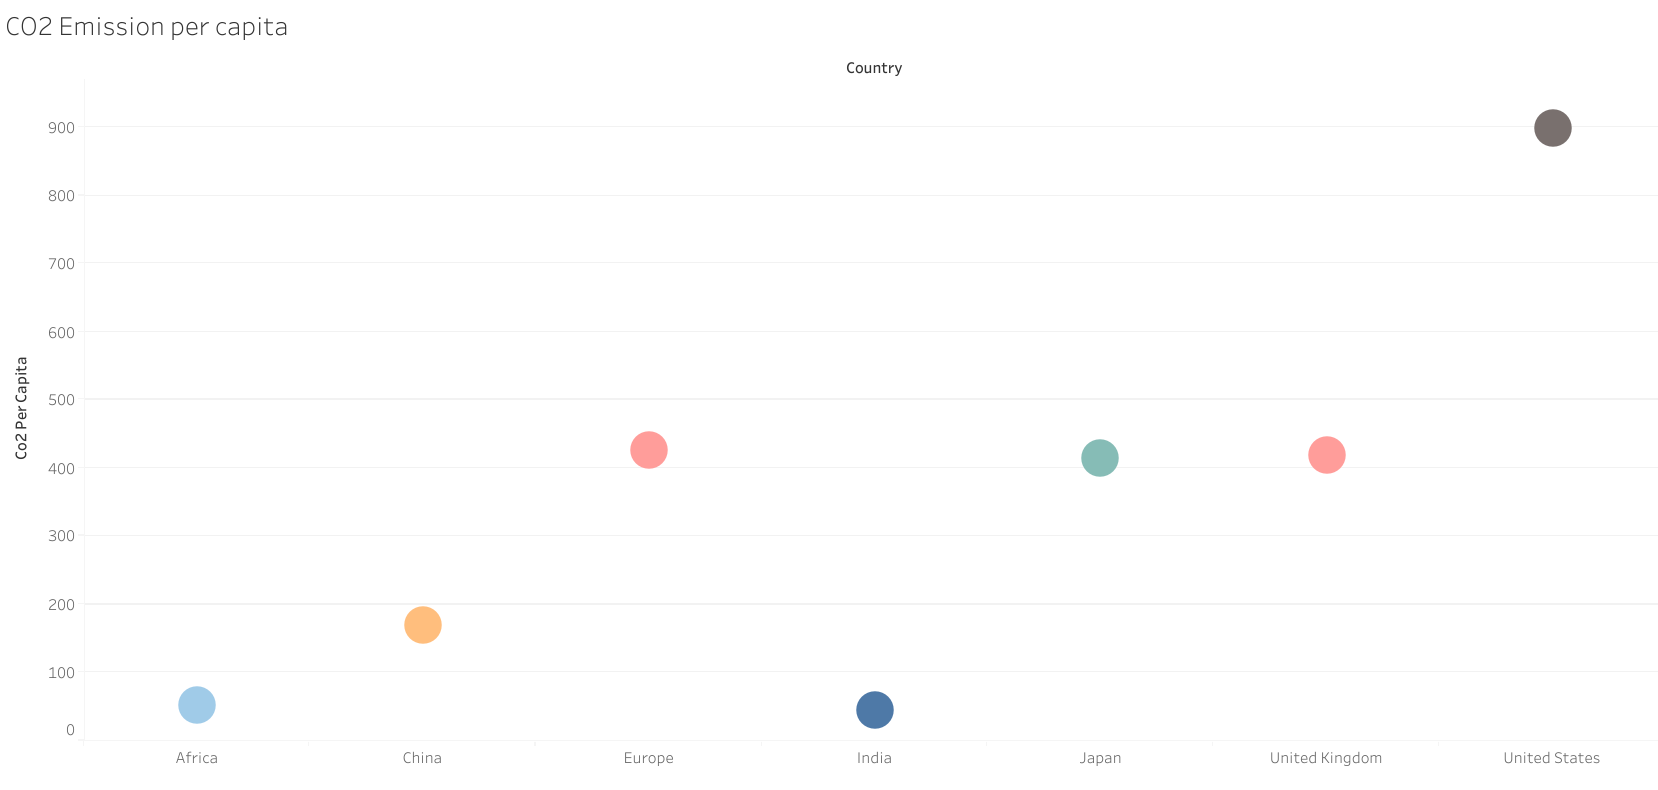 CO2 Emission per capita
Country
900
800
700
600
500
400
300
200
100
0
Co2 Per Capita
Africa China Europe India Japan United Kingdom United States